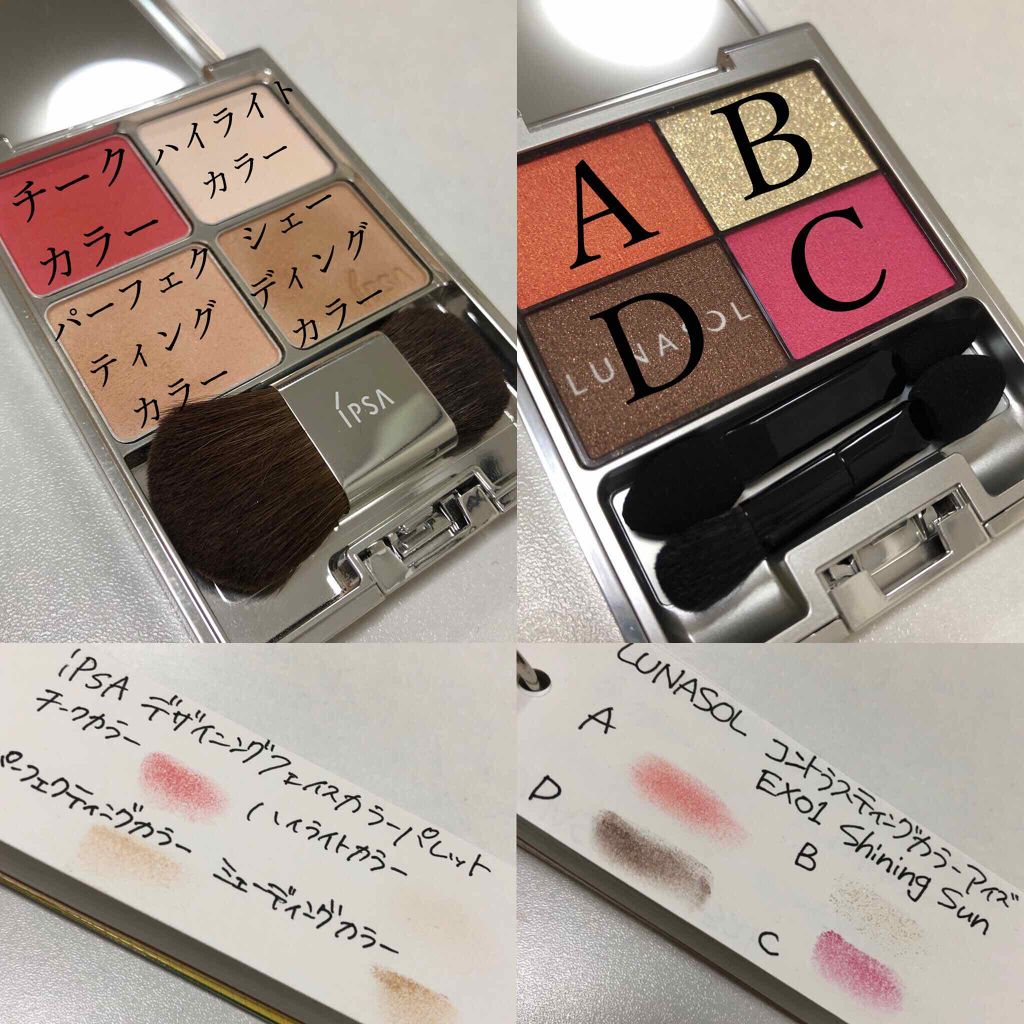 チーク
カラー
ハイライト
カラー
パーフェク
ティング
カラー
シェー
ディング
カラー
IPSA
IPSA
A
B
C
D
LUNASOL
IPSA デザイニングフェイスカラーパレット
チークカラー
ハイライトカラー
パーフェクティングカラー
シェーディングカラー
LUNASOL コントラスティングカラーアイズ
EX01 Shining Sun
A
B
D
C